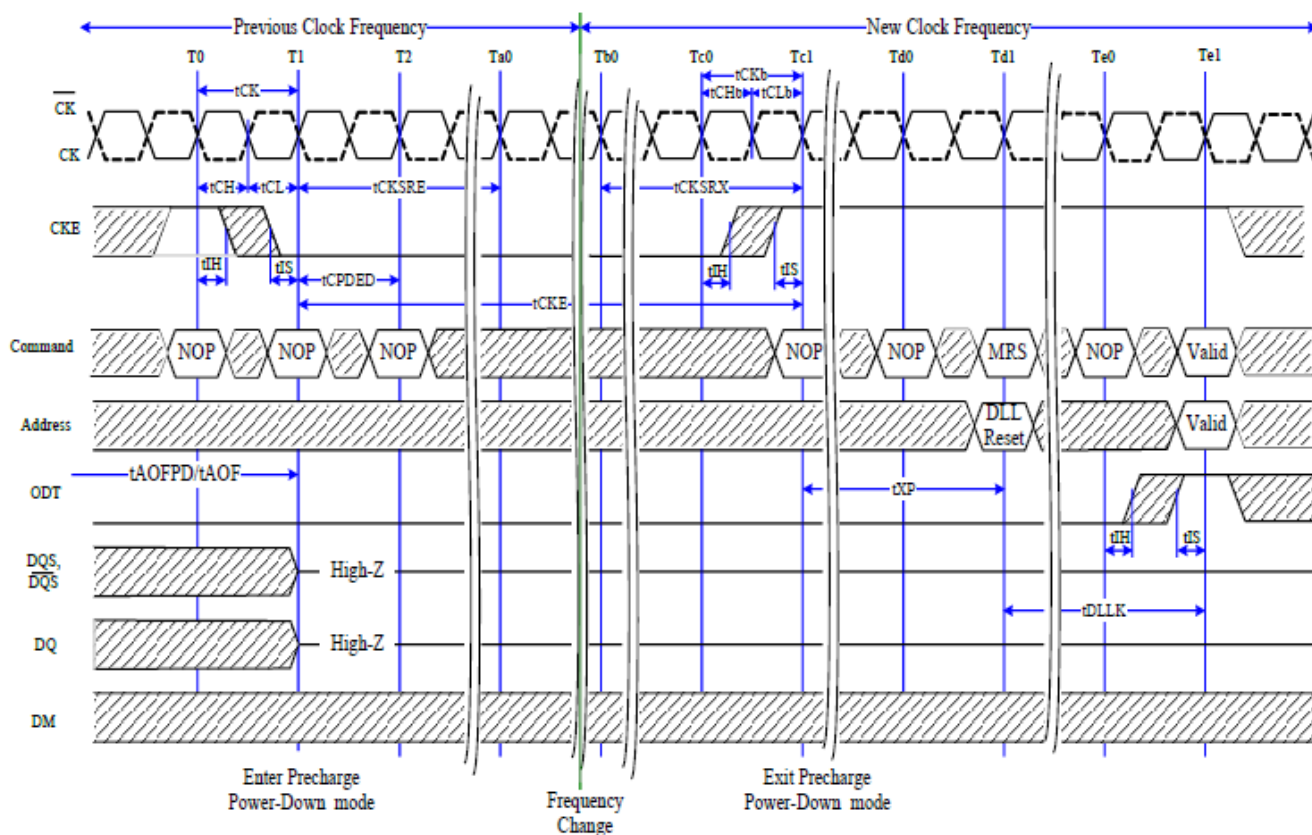 Previous Clock Frequency New Clock Frequency
T0 T1 T2 Ta0 Tb0 Tc0 Tc1 Td0 Td1 Te0 Te1
tCK tCKb
tCHb tCLb
CK
CK
tCH tCL tCKSRE tCKSRX
CKE
tIH tIS tCPDED tIH tIS
tCKE
Command NOP NOP NOP NOP NOP MRS NOP Valid
Address DLL Reset Valid
tAOFPD/tAOF
ODT tXP
tIH tIS
DQS, DQS High-Z
tDLLK
DQ High-Z
DM
Enter Precharge Power-Down mode
Frequency Change
Exit Precharge Power-Down mode